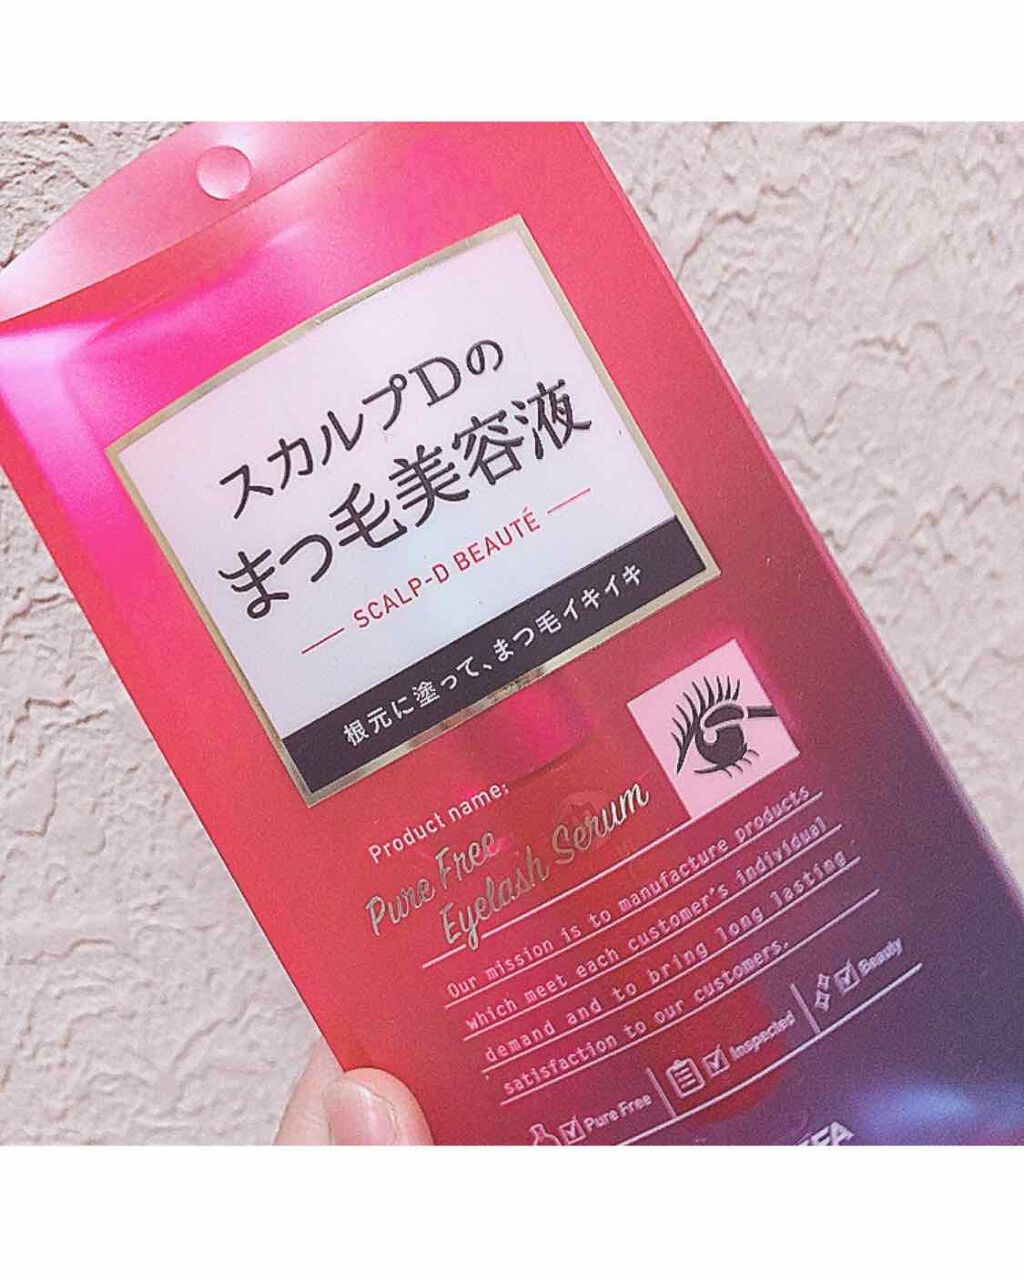 スカルプDの
まつ毛美容液
SCALP-D BEAUTÉ
根元に塗って、まつ毛イキイキ
Product name:
Pure Free
Eyelash Serum
Our mission is to manufacture products
which meet each customer's individual
demand and to bring long lasting
satisfaction to our customers.
Pure Free
Inspected
Beauty